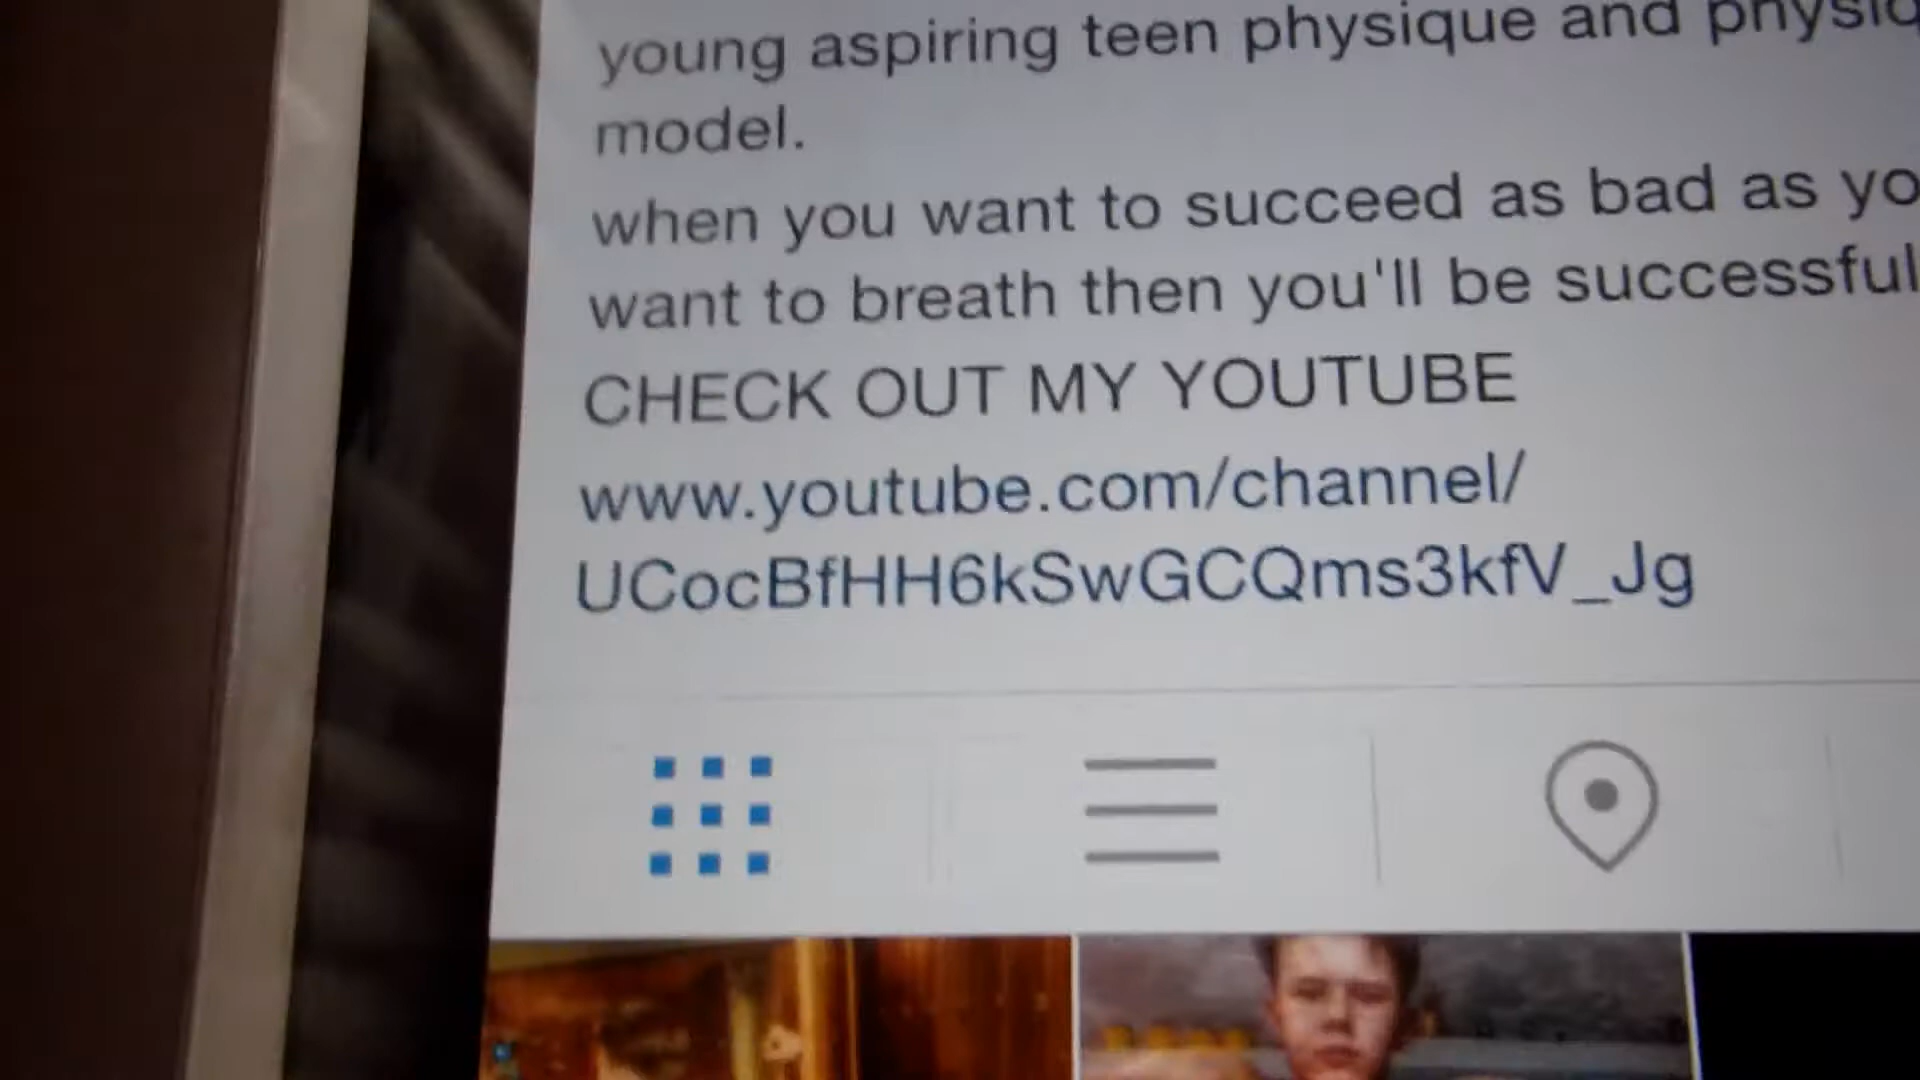 young aspiring teen physique and
model.
when you want to succeed as bad as
want to breath then you'll be successful
CHECK OUT MY YOUTUBE
www.youtube.com/channel/
UCocBfHH6kSwGCQms3kfV_Jg